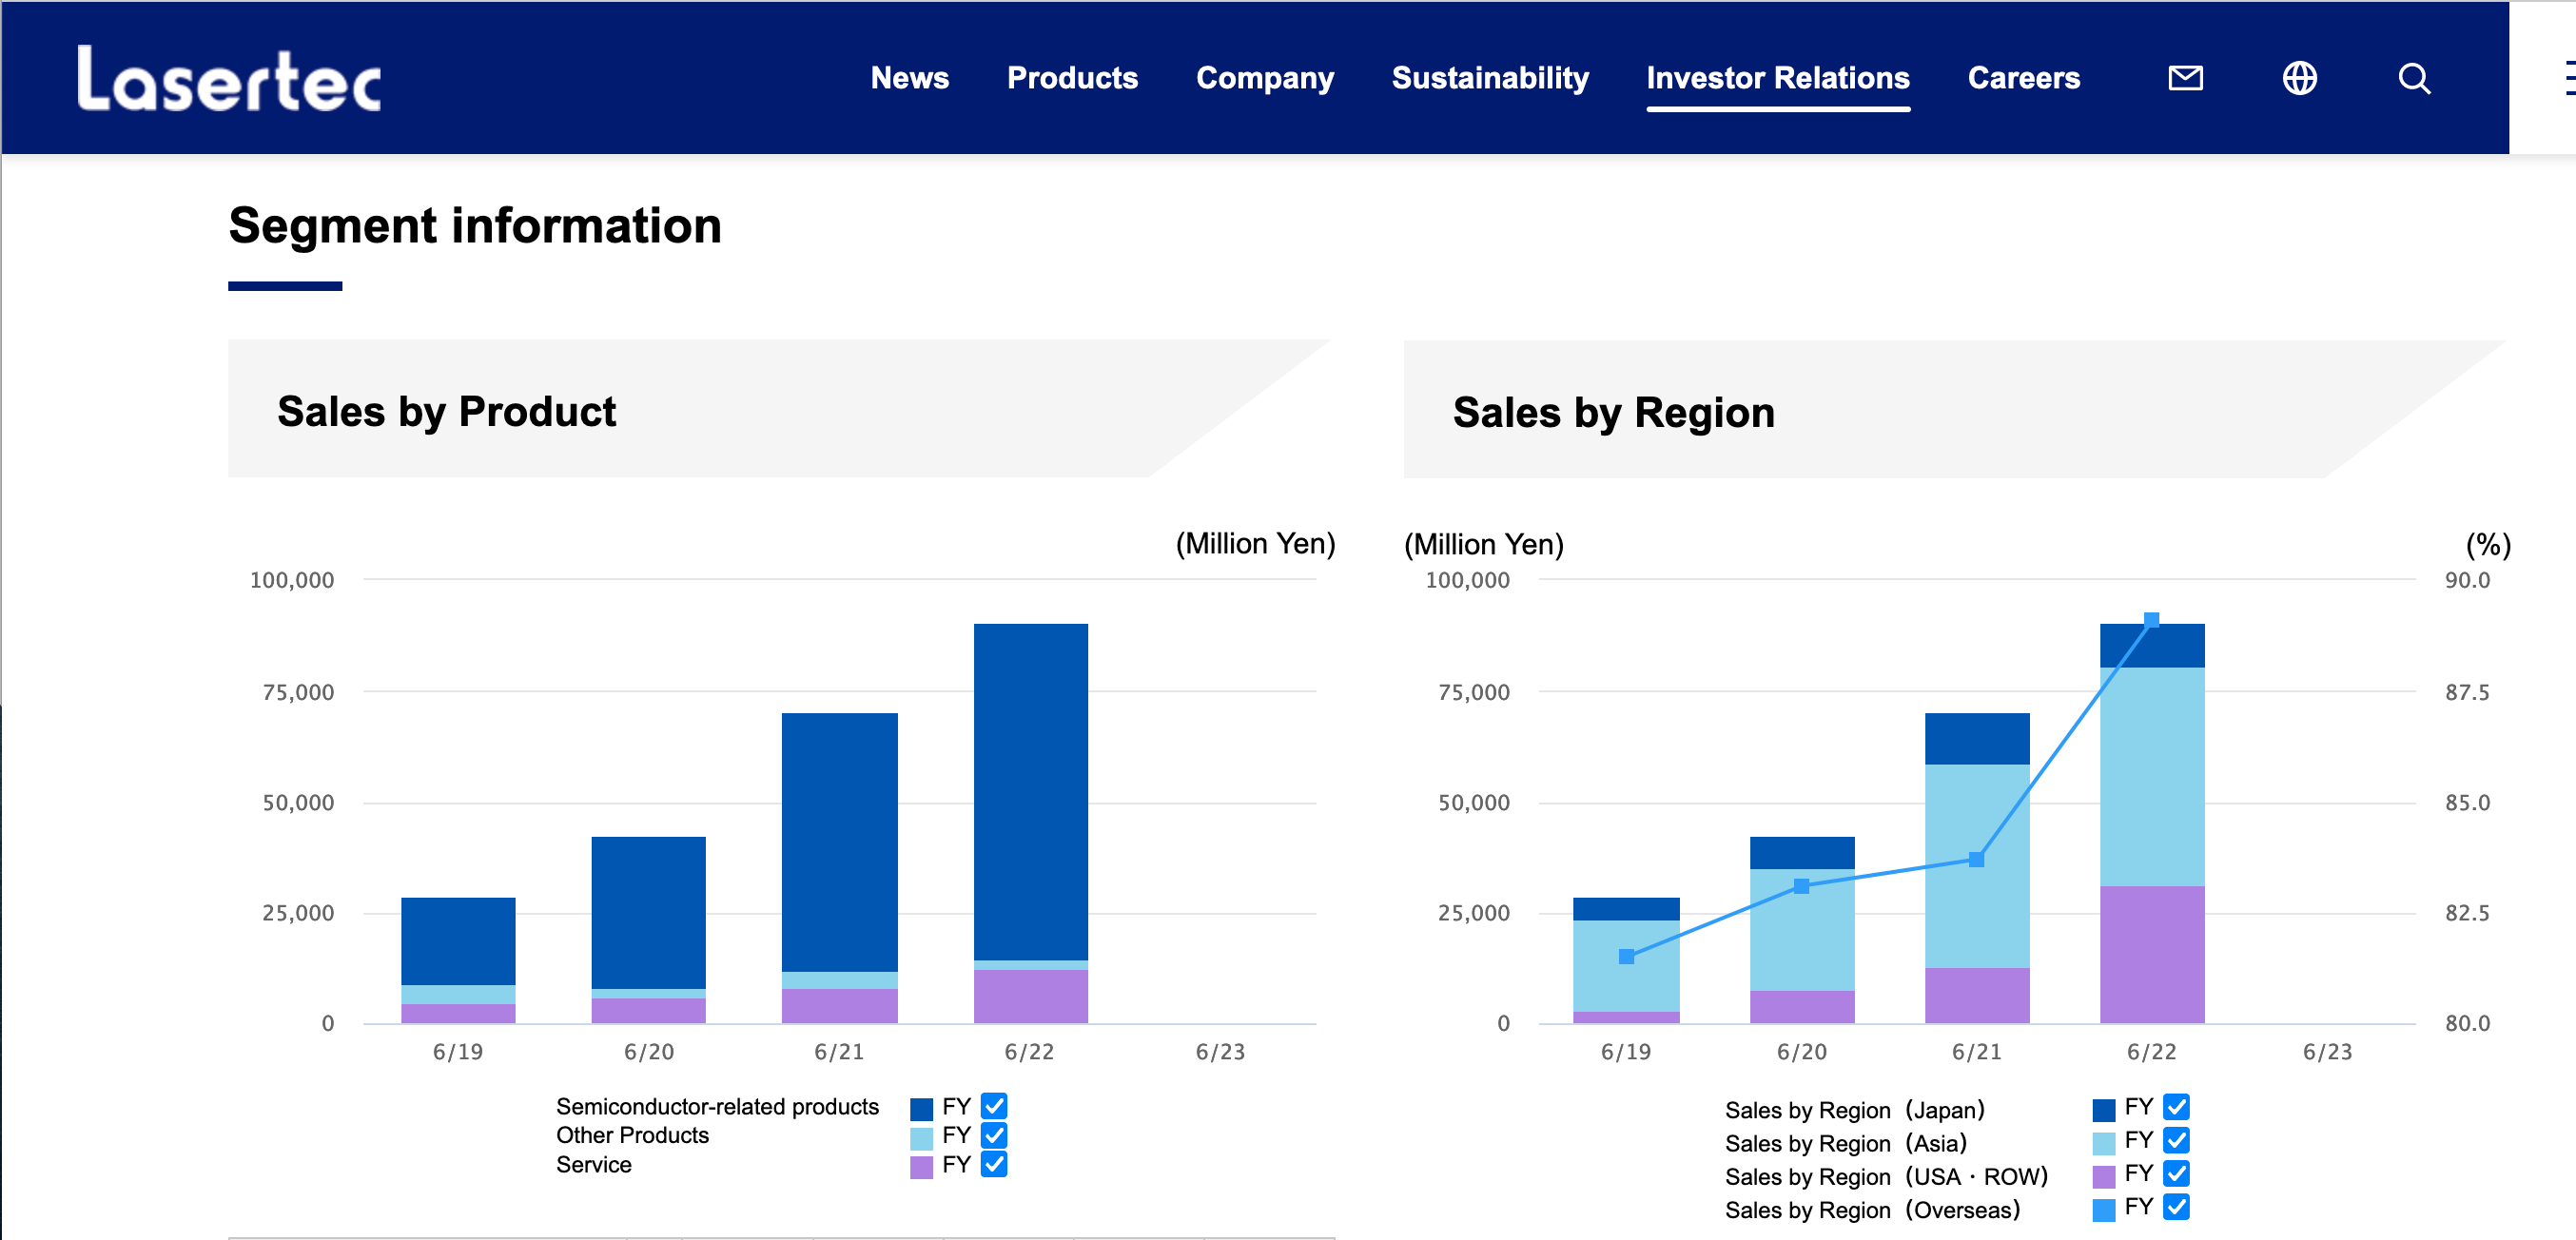 Lasertec
News Products Company Sustainability Investor Relations Careers
Segment information
Sales by Product
(Million Yen)
100,000
75,000
50,000
25,000
0
6/19 6/20 6/21 6/22 6/23
Semiconductor-related products FY
Other Products FY
Service FY
Sales by Region
(Million Yen) (%)
100,000 90.0
75,000 87.5
50,000 85.0
25,000 82.5
0 80.0
6/19 6/20 6/21 6/22 6/23
Sales by Region（Japan） FY
Sales by Region（Asia） FY
Sales by Region（USA・ROW） FY
Sales by Region（Overseas） FY